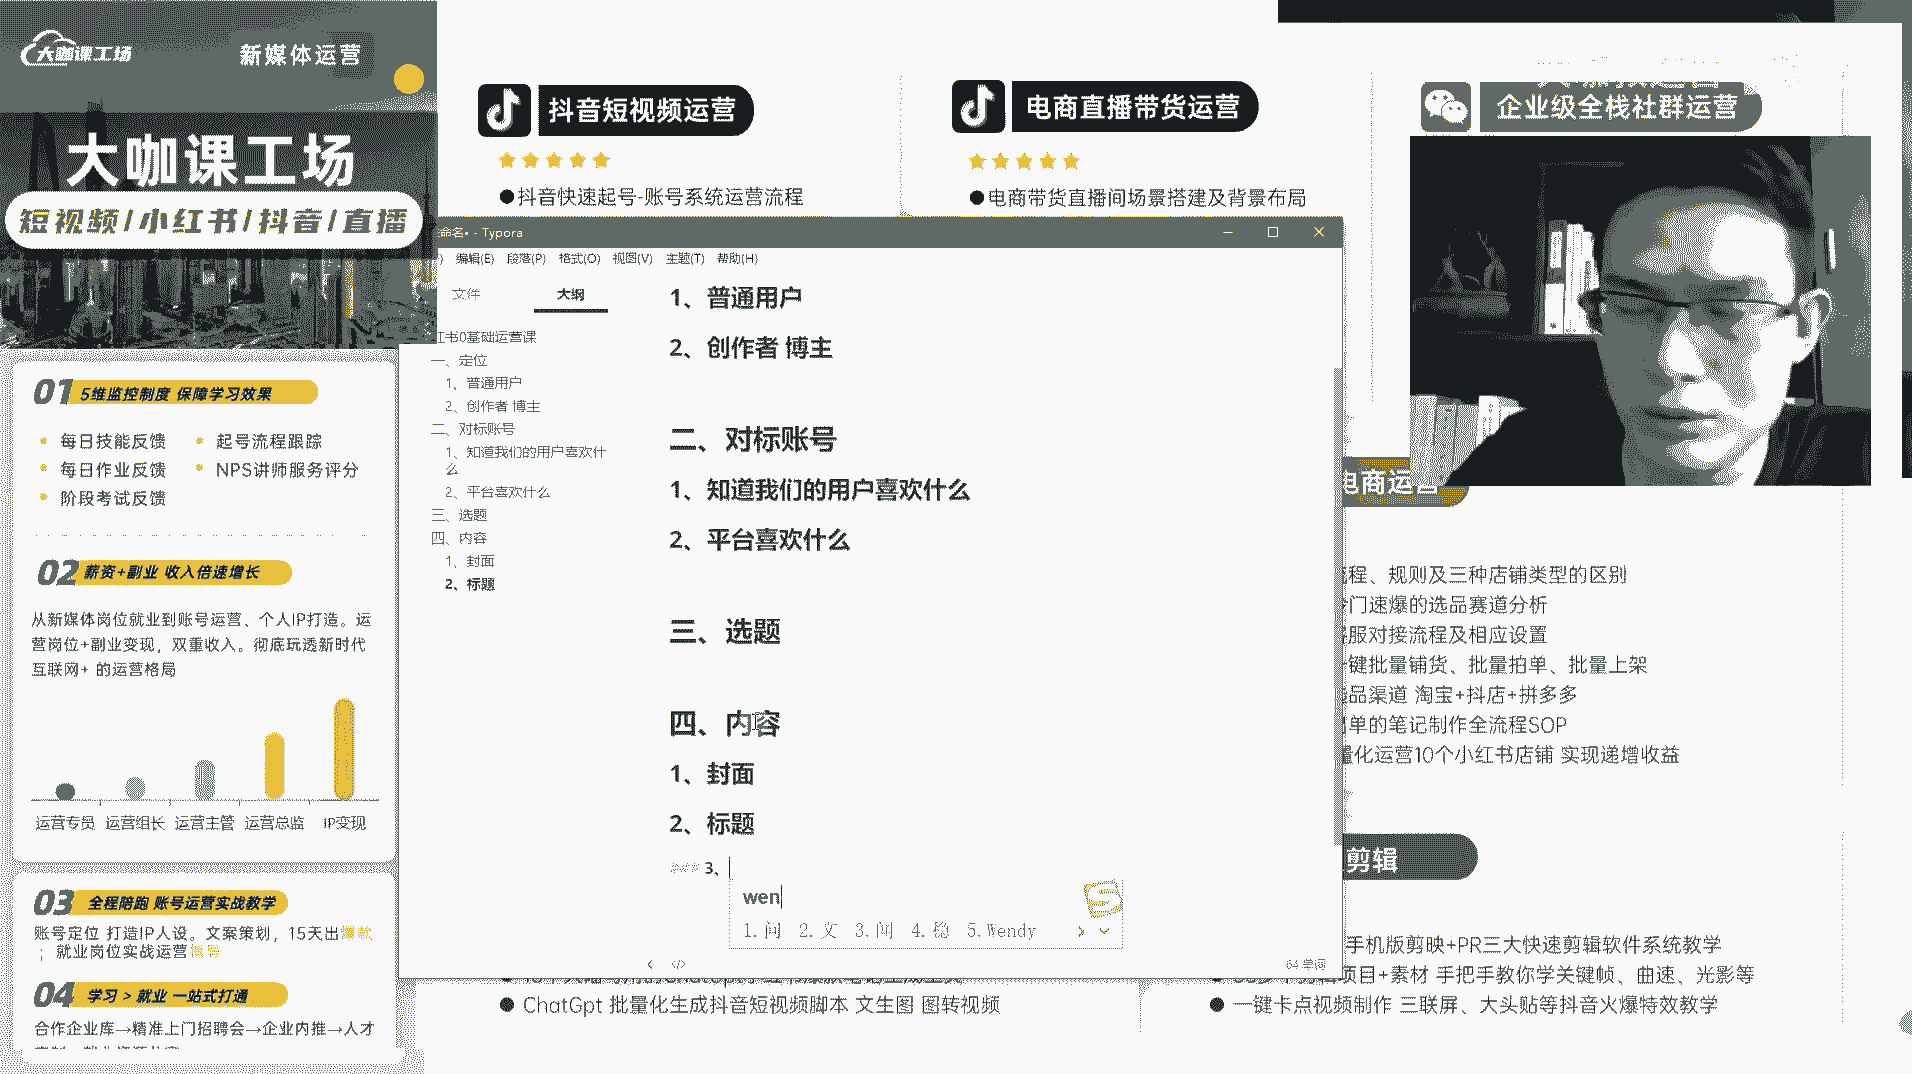 大咖课工场
新媒体运营
大咖课工场
短视频/小红书/抖音/直播
01 5维监控制度 保障学习效果
每日技能反馈
起号流程跟踪
每日作业反馈
NPS讲师服务评分
阶段考试反馈
02 薪资+副业 收入倍速增长
从新媒体岗位就业到账号运营、个人IP打造。运
营岗位+副业变现，双重收入。彻底玩透新时代
互联网+ 的运营格局
运营专员 运营组长 运营主管 运营总监 IP变现
03 全程陪跑 账号运营实战教学
账号定位 打造IP人设。文案策划，15天出爆款
就业岗位实战运营指导
04 学习 > 就业 一站式打通
合作企业库→精准上门招聘会→企业内推→人才
抖音短视频运营
●抖音快速起号-账号系统运营流程
电商直播带货运营
●电商带货直播间场景搭建及背景布局
企业级全栈社群运营
命名• - Typora
编辑(E) 段落(P) 格式(O) 视图(V) 主题(T) 帮助(H)
文件 大纲
书0基础运营课
一、定位
1、普通用户
2、创作者 博主
二、对标账号
1、知道我们的用户喜欢什
么
2、平台喜欢什么
三、选题
四、内容
1、封面
2、标题
1、普通用户
2、创作者 博主
二、对标账号
1、知道我们的用户喜欢什么
2、平台喜欢什么
三、选题
四、内容
1、封面
2、标题
### 3、
wen
1.问 2.文 3.闻 4.稳 5.Wendy
64 单词
电商运营
程、规则及三种店铺类型的区别
门速爆的选品赛道分析
服对接流程及相应设置
键批量铺货、批量拍单、批量上架
品渠道 淘宝+抖店+拼多多
单的笔记制作全流程SOP
量化运营10个小红书店铺 实现递增收益
剪辑
手机版剪映+PR三大快速剪辑软件系统教学
项目+素材 手把手教你学关键帧、曲速、光影等
● 一键卡点视频制作 三联屏、大头贴等抖音火爆特效教学
● ChatGpt 批量化生成抖音短视频脚本 文生图 图转视频